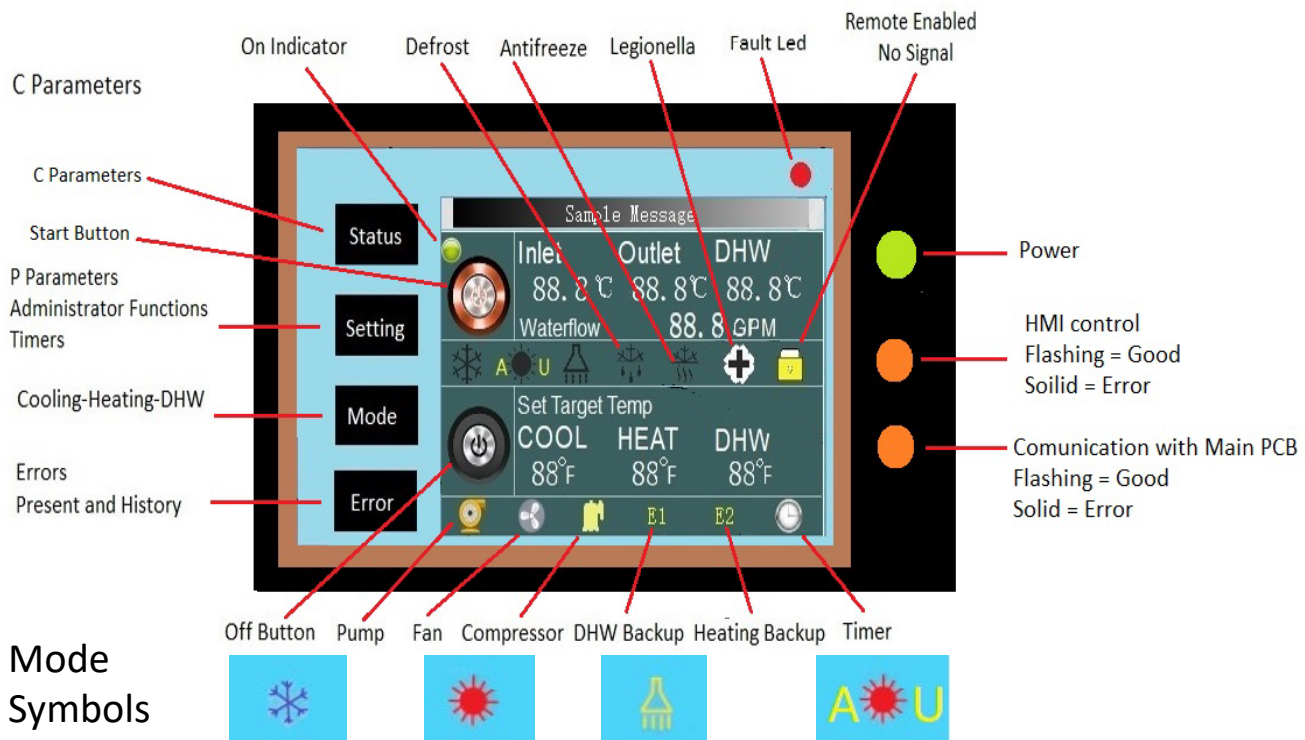 Remote Enabled
No Signal
On Indicator
Defrost
Antifreeze
Legionella
Fault Led
C Parameters
C Parameters
Start Button
P Parameters
Administrator Functions
Timers
Cooling-Heating-DHW
Errors
Present and History
Status
Setting
Mode
Error
Sample Message
Inlet Outlet DHW
88.8℃ 88.8℃ 88.8℃
Waterflow 88.8 GPM
A U
Set Target Temp
COOL HEAT DHW
88°F 88°F 88°F
E1 E2
Power
HMI control
Flashing = Good
Soilid = Error
Comunication with Main PCB
Flashing = Good
Solid = Error
Off Button
Pump
Fan
Compressor
DHW Backup
Heating Backup
Timer
Mode
Symbols
A U